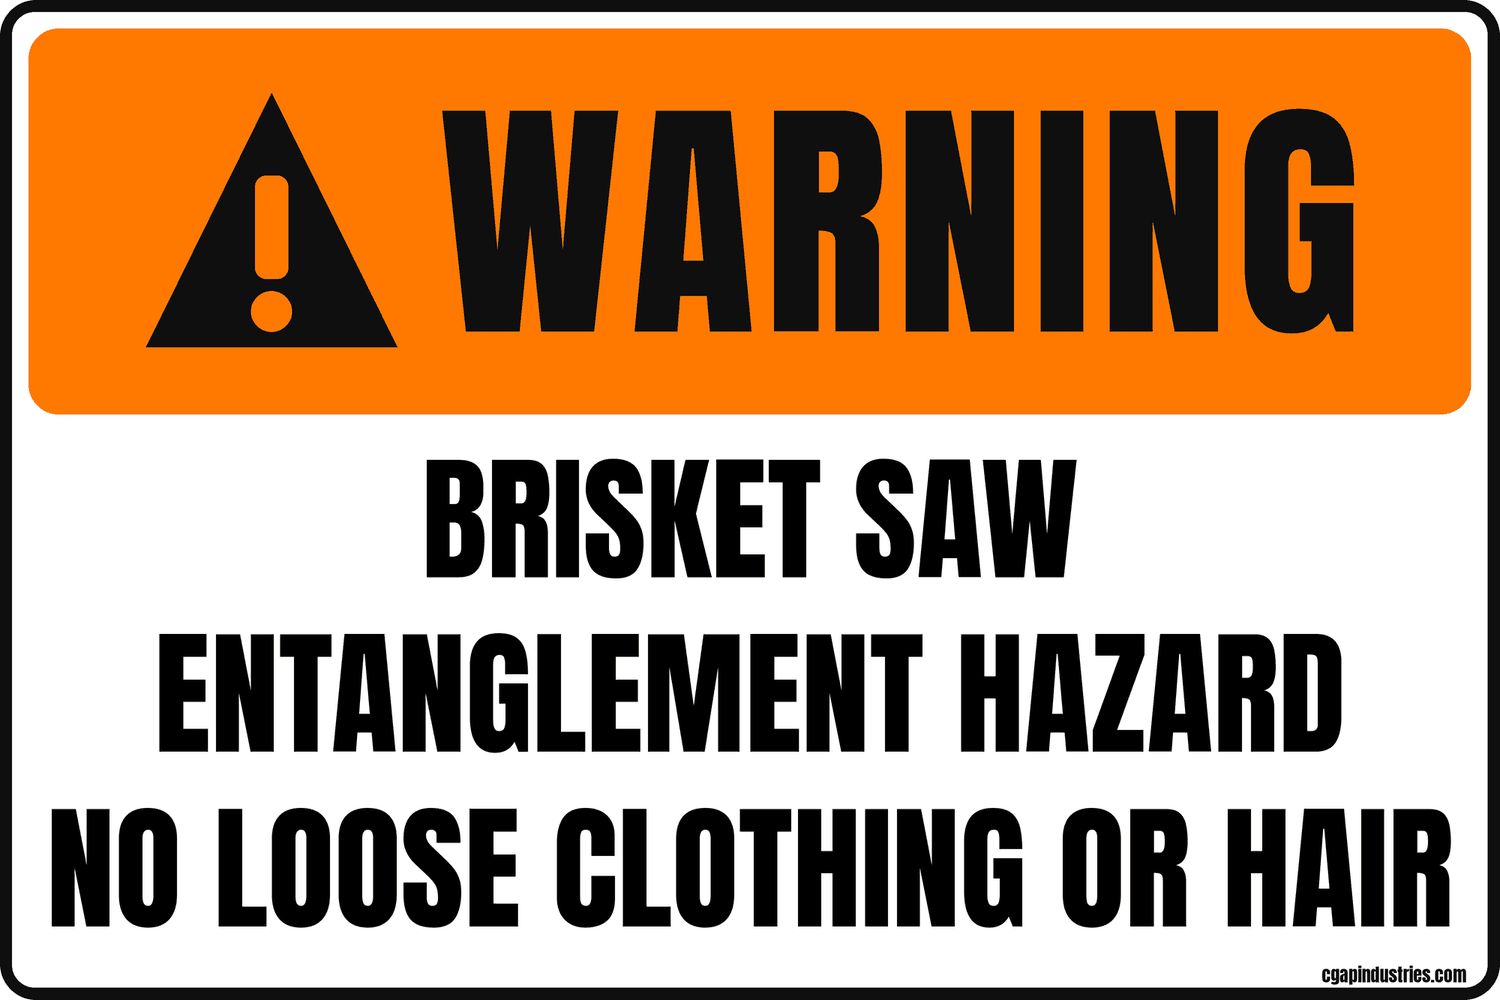 WARNING
BRISKET SAW
ENTANGLEMENT HAZARD
NO LOOSE CLOTHING OR HAIR
cgapindustries.com